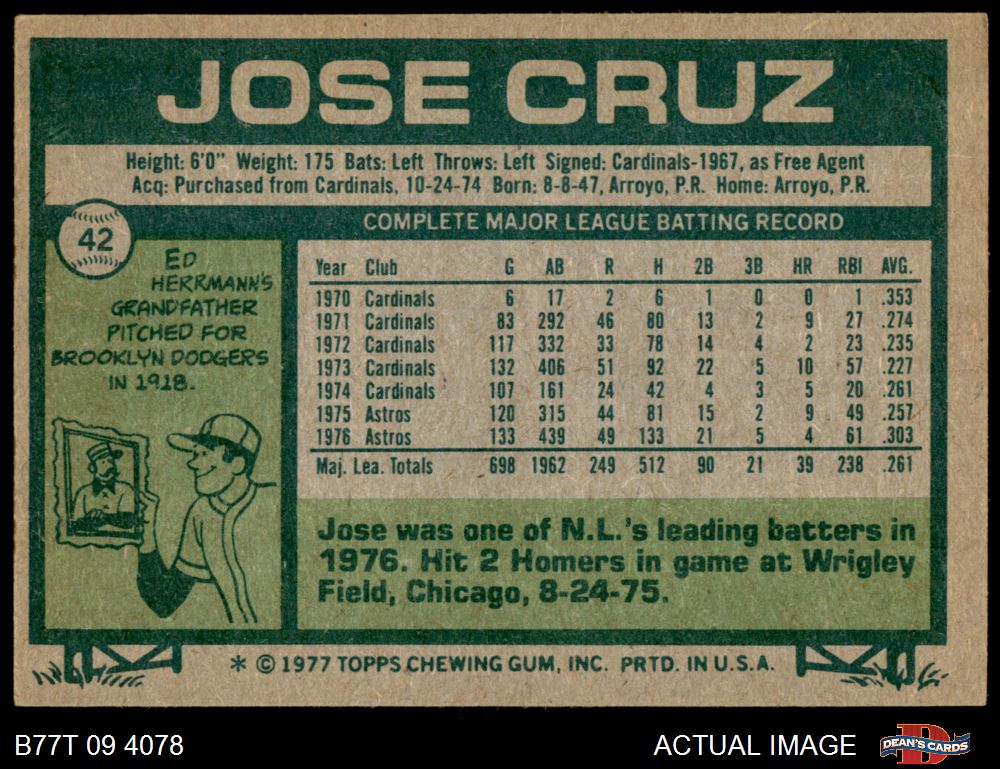 JOSE CRUZ
Height: 6'0" Weight: 175 Bats: Left Throws: Left Signed: Cardinals-1967, as Free Agent
Acq: Purchased from Cardinals, 10-24-74 Born: 8-8-47, Arroyo, P.R. Home: Arroyo, P.R.
42
ED
HERRMANN'S
GRANDFATHER
PITCHED FOR
BROOKLYN DODGERS
IN 1918.
COMPLETE MAJOR LEAGUE BATTING RECORD
Year Club G AB R H 2B 3B HR RBI AVG.
1970 Cardinals 6 17 2 6 1 0 0 1 .353
1971 Cardinals 83 292 46 80 13 2 9 27 .274
1972 Cardinals 117 332 33 78 14 4 2 23 .235
1973 Cardinals 132 406 51 92 22 5 10 57 .227
1974 Cardinals 107 161 24 42 4 3 5 20 .261
1975 Astros 120 315 44 81 15 2 9 49 .257
1976 Astros 133 439 49 133 21 5 4 61 .303
Maj. Lea. Totals 698 1962 249 512 90 21 39 238 .261
Jose was one of N.L.'s leading batters in
1976. Hit 2 Homers in game at Wrigley
Field, Chicago, 8-24-75.
* © 1977 TOPPS CHEWING GUM, INC. PRTD. IN U.S.A.
B77T 09 4078
ACTUAL IMAGE
D
DEAN'S CARDS